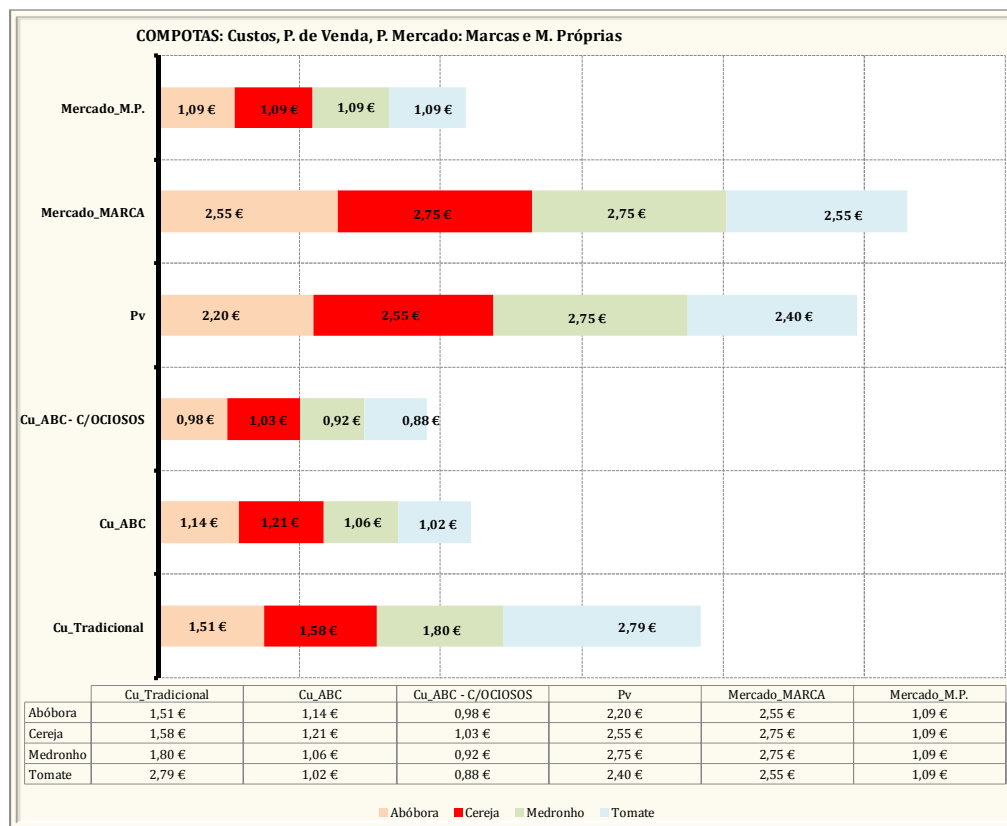 COMPOTAS: Custos, P. de Venda, P. Mercado: Marcas e M. Próprias
Mercado_M.P. 1,09 € 1,09 € 1,09 € 1,09 €
Mercado_MARCA 2,55 € 2,75 € 2,75 € 2,55 €
Pv 2,20 € 2,55 € 2,75 € 2,40 €
Cu_ABC - C/OCIOSOS 0,98 € 1,03 € 0,92 € 0,88 €
Cu_ABC 1,14 € 1,21 € 1,06 € 1,02 €
Cu_Tradicional 1,51 € 1,58 € 1,80 € 2,79 €
Cu_Tradicional Cu_ABC Cu_ABC - C/OCIOSOS Pv Mercado_MARCA Mercado_M.P.
Abóbora 1,51 € 1,14 € 0,98 € 2,20 € 2,55 € 1,09 €
Cereja 1,58 € 1,21 € 1,03 € 2,55 € 2,75 € 1,09 €
Medronho 1,80 € 1,06 € 0,92 € 2,75 € 2,75 € 1,09 €
Tomate 2,79 € 1,02 € 0,88 € 2,40 € 2,55 € 1,09 €
Abóbora Cereja Medronho Tomate